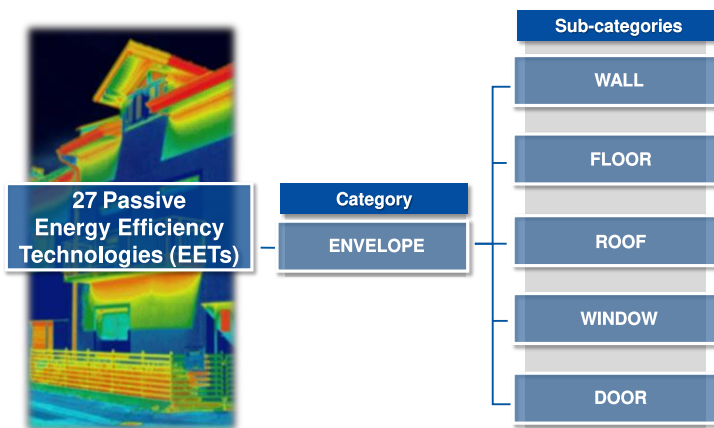 27 Passive
Energy Efficiency
Technologies (EETs)
Category
ENVELOPE
Sub-categories
WALL
FLOOR
ROOF
WINDOW
DOOR